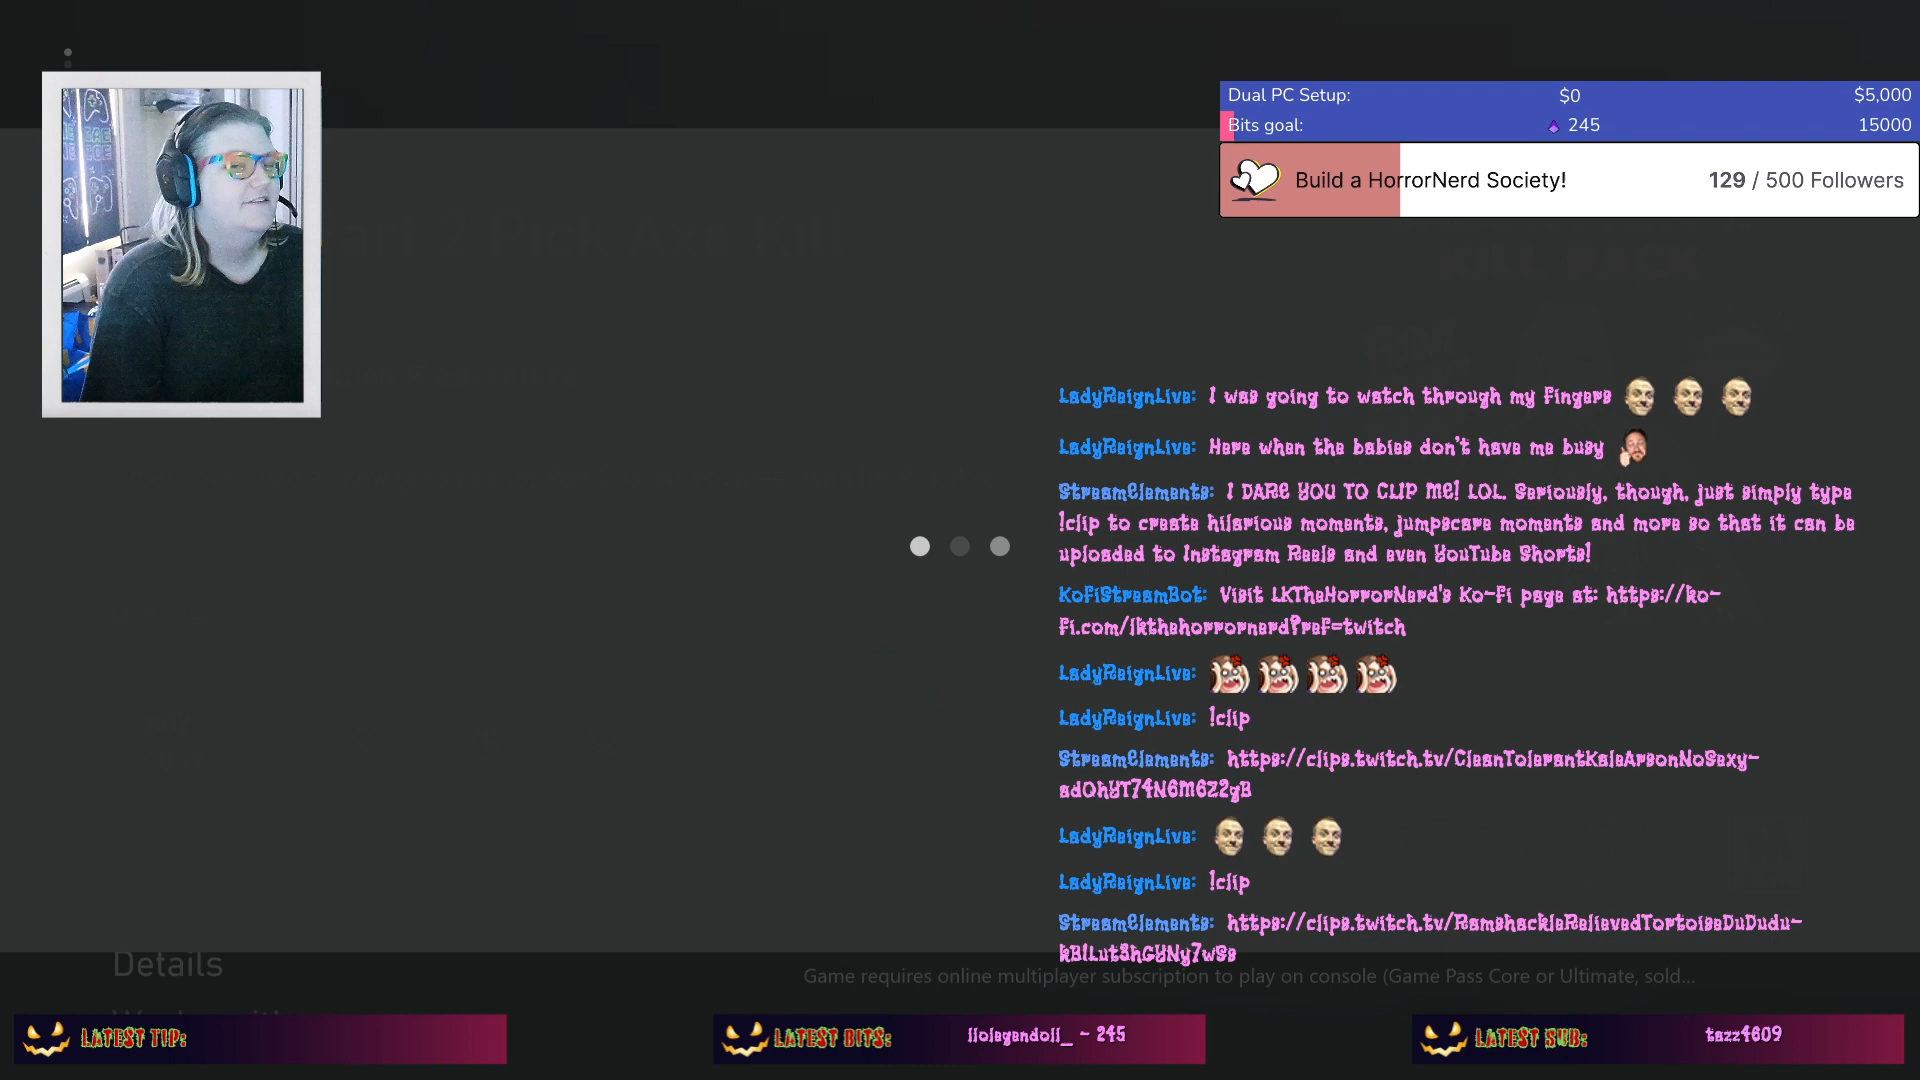 Dual PC Setup: $0 $5,000
Bits goal: 245 15000
Build a HorrorNerd Society! 129 / 500 Followers
KILL PACK
LadyReignLive: I was going to watch through my fingers
LadyReignLive: Here when the babies don't have me busy
StreamElements: I DARE YOU TO CLIP ME! LOL. Seriously, though, just simply type
!clip to create hilarious moments, jumpscare moments and more so that it can be
uploaded to Instagram Reels and even YouTube Shorts!
KoFiStreamBot: Visit LKTheHorrorNerd's Ko-Fi page at: https://ko-
fi.com/lkthehorrornerd?ref=twitch
LadyReignLive:
LadyReignLive: !clip
StreamElements: https://clips.twitch.tv/CleanTolerantKaleArsonNoSexy-
LadyReignLive:
LadyReignLive: !clip
StreamElements: https://clips.twitch.tv/RamshackleRelievedTortoiseDuDudu-
Details
Game requires online multiplayer subscription to play on console (Game Pass Core or Ultimate, sold...
LATEST TIP:
LATEST BITS: llolegendoll_ - 245
LATEST SUB: tazz4609